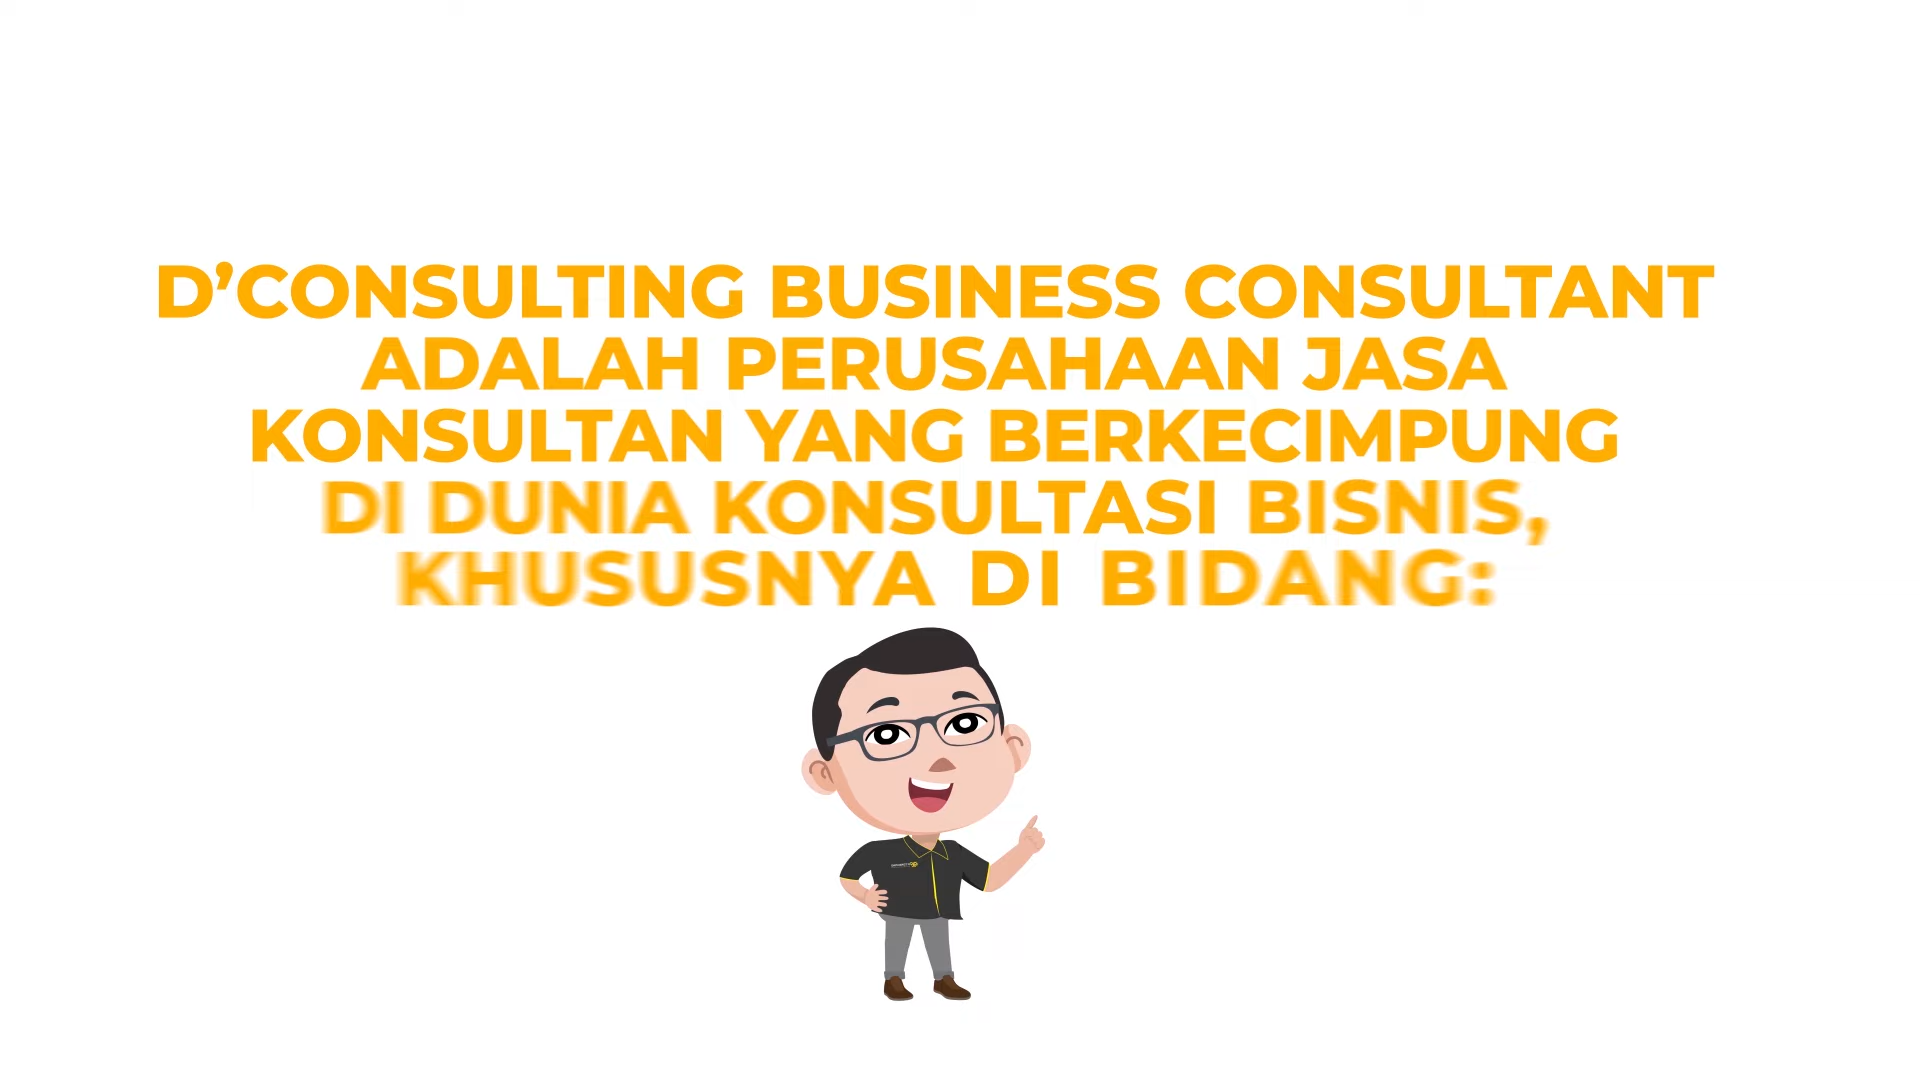 D’CONSULTING BUSINESS CONSULTANT
ADALAH PERUSAHAAN JASA
KONSULTAN YANG BERKECIMPUNG
DI DUNIA KONSULTASI BISNIS,
KHUSUSNYA DI BIDANG: